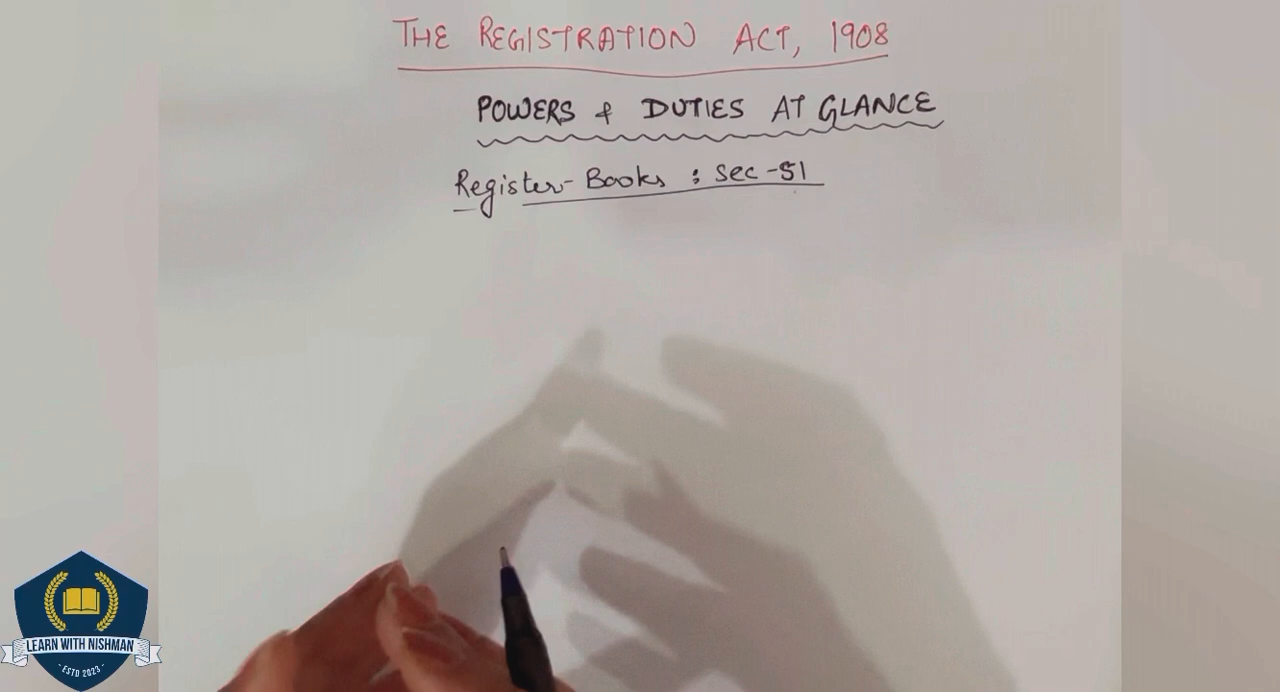 THE REGISTRATION ACT, 1908
POWERS & DUTIES AT GLANCE
Register-Books : Sec-51
LEARN WITH NISHMAN
- ESTD 2023 -